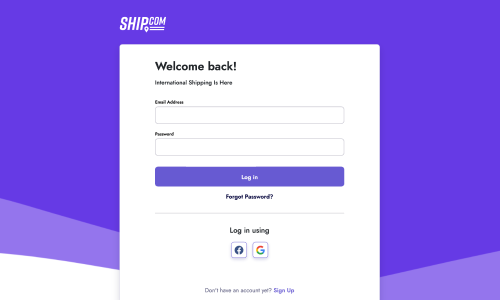 SHIPCOM
Welcome back!
International Shipping Is Here
Email Address
Password
Log in
Forgot Password?
Log in using
Don't have an account yet? Sign Up